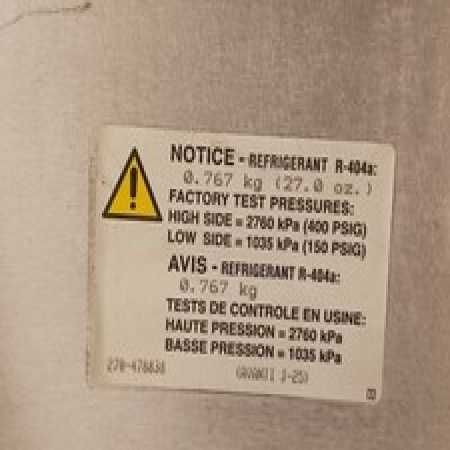 NOTICE - REFRIGERANT R-404a:
0.767 kg (27.0 oz.)
FACTORY TEST PRESSURES:
HIGH SIDE = 2760 kPa (400 PSIG)
LOW SIDE = 1035 kPa (150 PSIG)
AVIS - REFRIGERANT R-404a:
0.767 kg
TESTS DE CONTROLE EN USINE:
HAUTE PRESSION = 2760 kPa
BASSE PRESSION = 1035 kPa